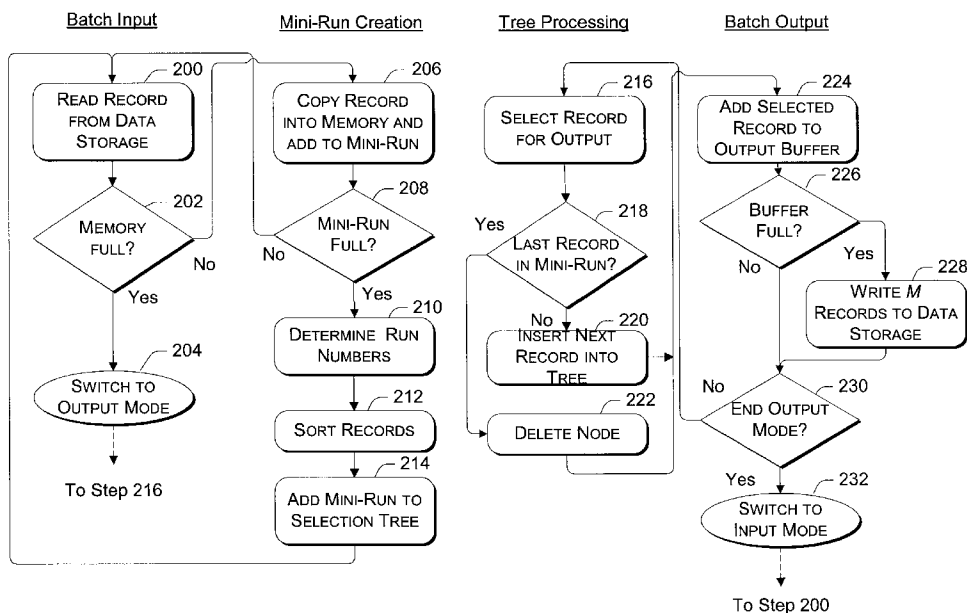 Batch Input
200
READ RECORD
FROM DATA
STORAGE
202
MEMORY
FULL?
No
Yes
204
SWITCH TO
OUTPUT MODE
To Step 216
Mini-Run Creation
206
COPY RECORD
INTO MEMORY AND
ADD TO MINI-RUN
208
MINI-RUN
FULL?
No
Yes
210
DETERMINE RUN
NUMBERS
212
SORT RECORDS
214
ADD MINI-RUN TO
SELECTION TREE
Tree Processing
216
SELECT RECORD
FOR OUTPUT
218
Yes
LAST RECORD
IN MINI-RUN?
No
220
INSERT NEXT
RECORD INTO
TREE
222
DELETE NODE
Batch Output
224
ADD SELECTED
RECORD TO
OUTPUT BUFFER
226
BUFFER
FULL?
Yes
No
228
WRITE M
RECORDS TO DATA
STORAGE
230
No
END OUTPUT
MODE?
Yes
232
SWITCH TO
INPUT MODE
To Step 200